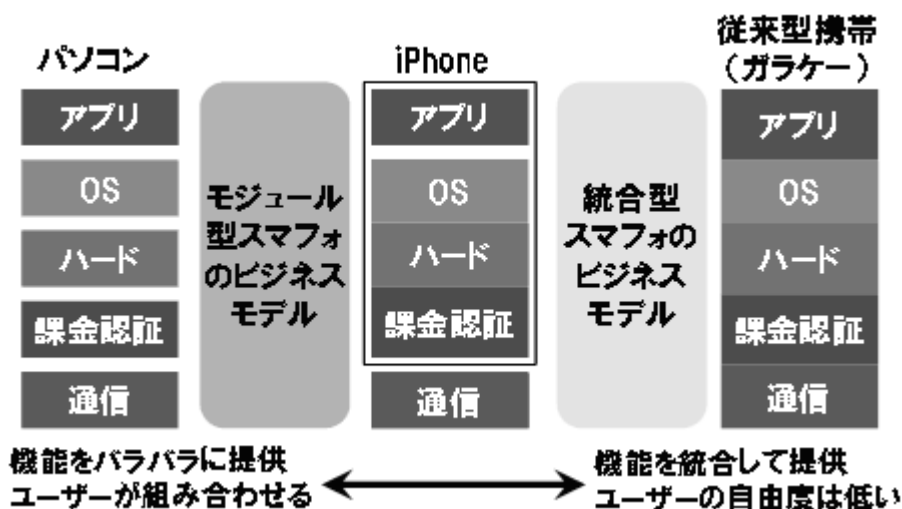 パソコン
アプリ
OS
ハード
課金認証
通信
モジュール
型スマフォ
のビジネス
モデル
iPhone
アプリ
OS
ハード
課金認証
通信
統合型
スマフォの
ビジネス
モデル
従来型携帯
（ガラケー）
アプリ
OS
ハード
課金認証
通信
機能をバラバラに提供
ユーザーが組み合わせる
機能を統合して提供
ユーザーの自由度は低い